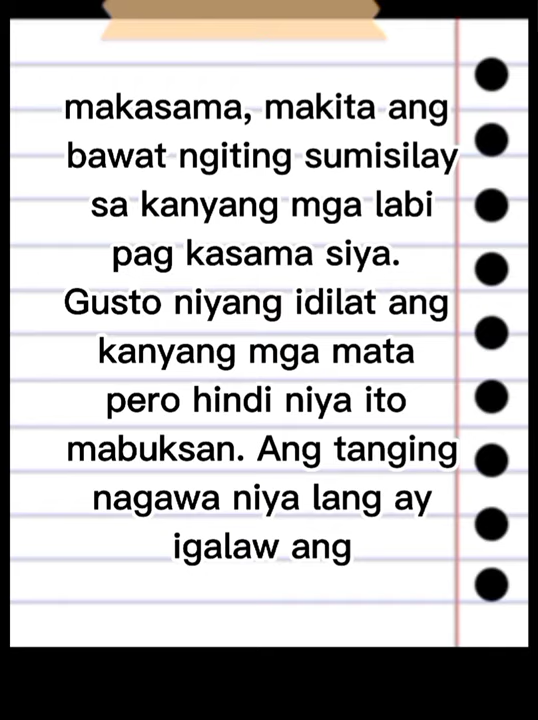 makasama, makita ang
bawat ngiting sumisilay
sa kanyang mga labi
pag kasama siya.
Gusto niyang idilat ang
kanyang mga mata
pero hindi niya ito
mabuksan. Ang tanging
nagawa niya lang ay
igalaw ang